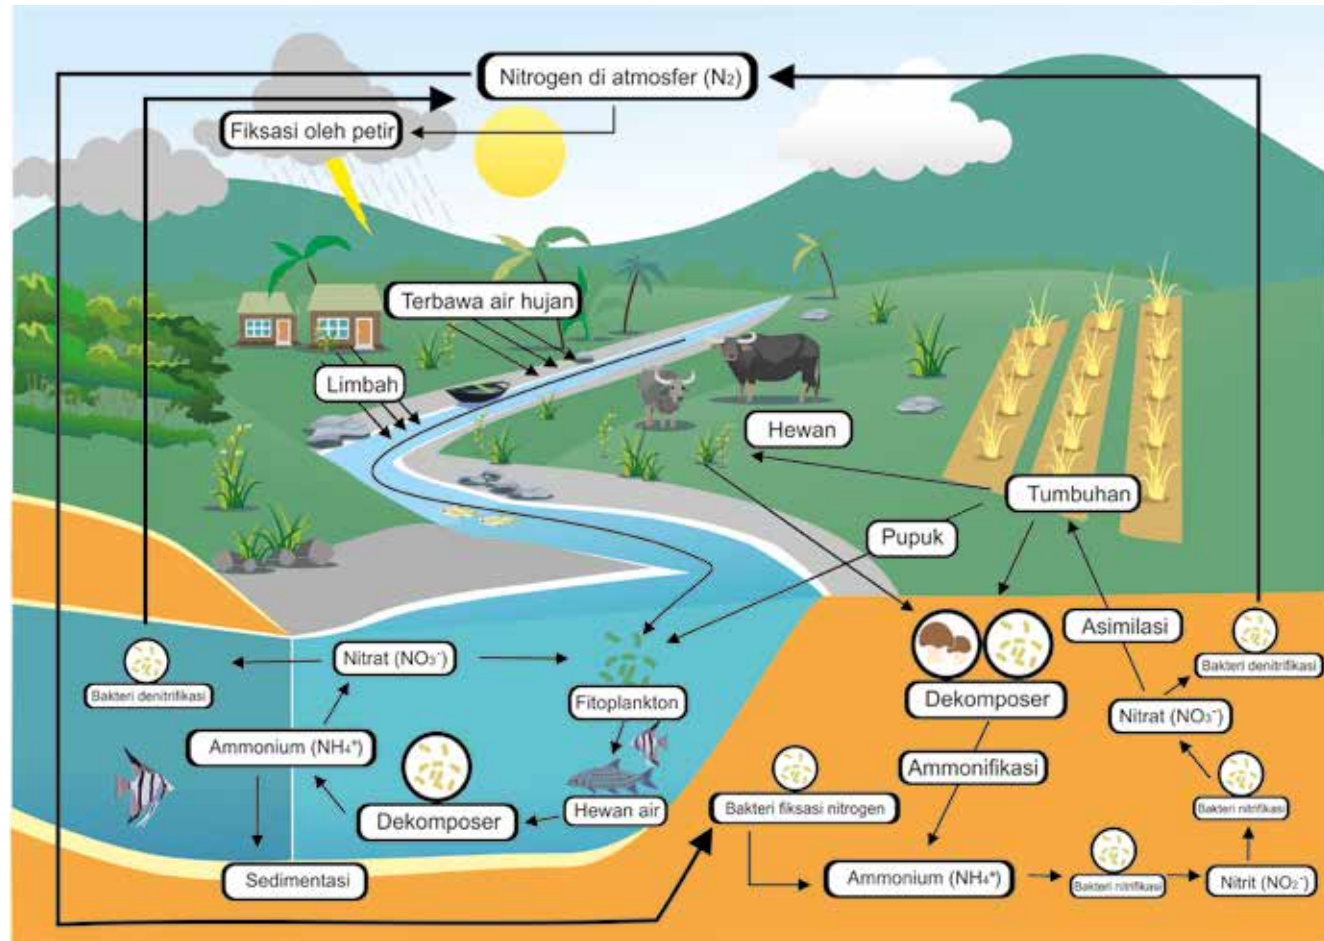 Nitrogen di atmosfer (N₂)
Fiksasi oleh petir
Terbawa air hujan
Limbah
Hewan
Tumbuhan
Pupuk
Asimilasi
Bakteri denitrifikasi
Nitrat (NO₃⁻)
Bakteri denitrifikasi
Fitoplankton
Dekomposer
Nitrat (NO₃⁻)
Ammonium (NH₄⁺)
Ammonifikasi
Hewan air
Dekomposer
Bakteri fiksasi nitrogen
Bakteri nitrifikasi
Sedimentasi
Ammonium (NH₄⁺)
Bakteri nitrifikasi
Nitrit (NO₂⁻)